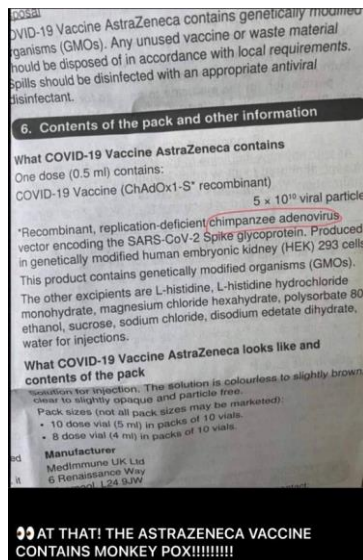 posal
OVID-19 Vaccine AstraZeneca contains genetically modified
rganisms (GMOs). Any unused vaccine or waste material
hould be disposed of in accordance with local requirements.
Spills should be disinfected with an appropriate antiviral
disinfectant.
6. Contents of the pack and other information
What COVID-19 Vaccine AstraZeneca contains
One dose (0.5 ml) contains:
COVID-19 Vaccine (ChAdOx1-S* recombinant)
5 × 10¹⁰ viral particle
*Recombinant, replication-deficient chimpanzee adenovirus
vector encoding the SARS-CoV-2 Spike glycoprotein. Produced
in genetically modified human embryonic kidney (HEK) 293 cells
This product contains genetically modified organisms (GMOs).
The other excipients are L-histidine, L-histidine hydrochloride
monohydrate, magnesium chloride hexahydrate, polysorbate 80
ethanol, sucrose, sodium chloride, disodium edetate dihydrate,
water for injections.
What COVID-19 Vaccine AstraZeneca looks like and
contents of the pack
Solution for injection. The solution is colourless to slightly brown
clear to slightly opaque and particle free.
Pack sizes (not all pack sizes may be marketed):
• 10 dose vial (5 ml) in packs of 10 vials.
• 8 dose vial (4 ml) in packs of 10 vials.
ed
Manufacturer
MedImmune UK Ltd
it
6 Renaissance Way
L24 9JW
👀AT THAT! THE ASTRAZENECA VACCINE
CONTAINS MONKEY POX!!!!!!!!!